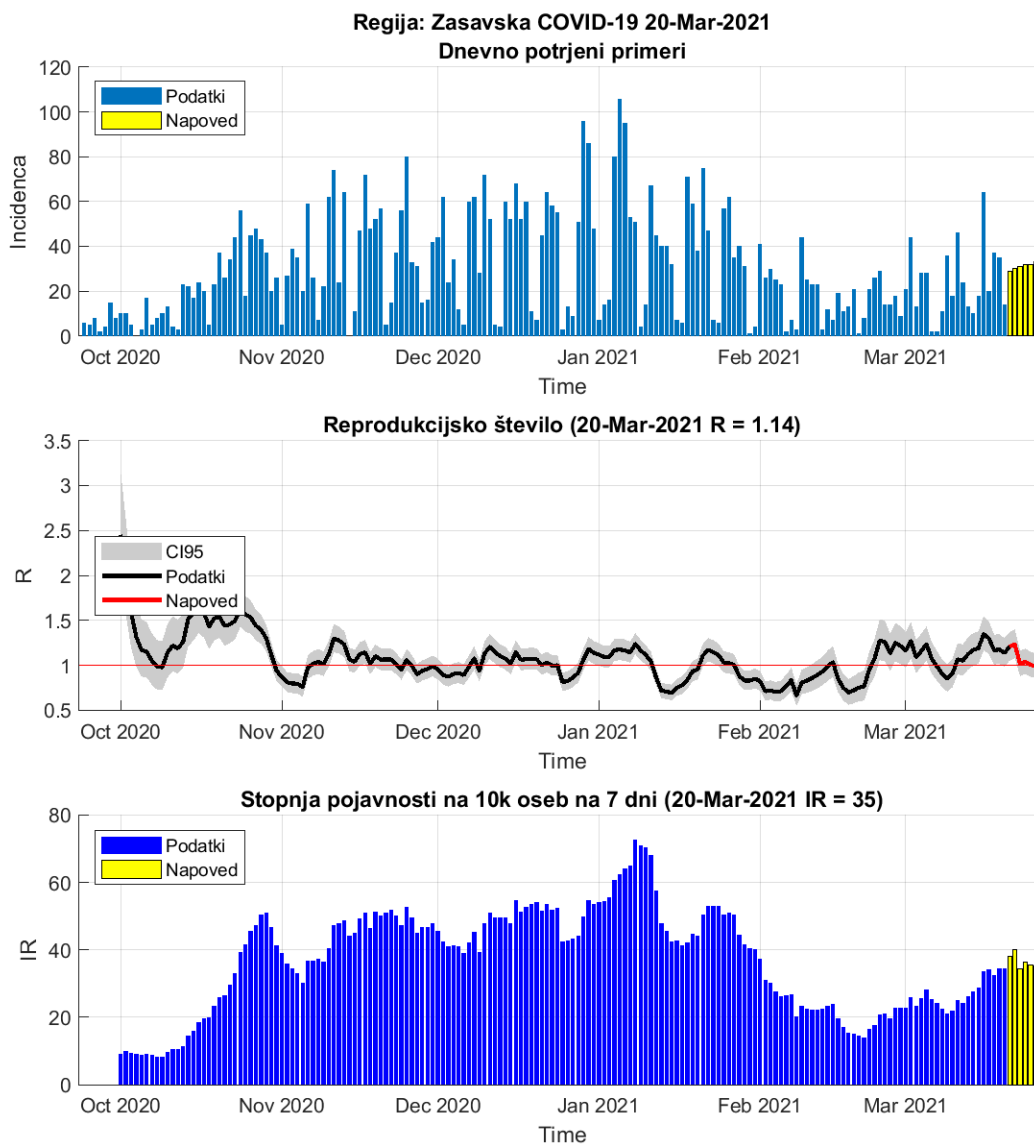 Regija: Zasavska COVID-19 20-Mar-2021
Dnevno potrjeni primeri
120
100
80
60
40
20
0
Incidenca
Podatki
Napoved
Oct 2020 Nov 2020 Dec 2020 Jan 2021 Feb 2021 Mar 2021
Time
Reprodukcijsko število (20-Mar-2021 R = 1.14)
3.5
3
2.5
2
1.5
1
0.5
R
CI95
Podatki
Napoved
Oct 2020 Nov 2020 Dec 2020 Jan 2021 Feb 2021 Mar 2021
Time
Stopnja pojavnosti na 10k oseb na 7 dni (20-Mar-2021 IR = 35)
80
60
40
20
0
IR
Podatki
Napoved
Oct 2020 Nov 2020 Dec 2020 Jan 2021 Feb 2021 Mar 2021
Time